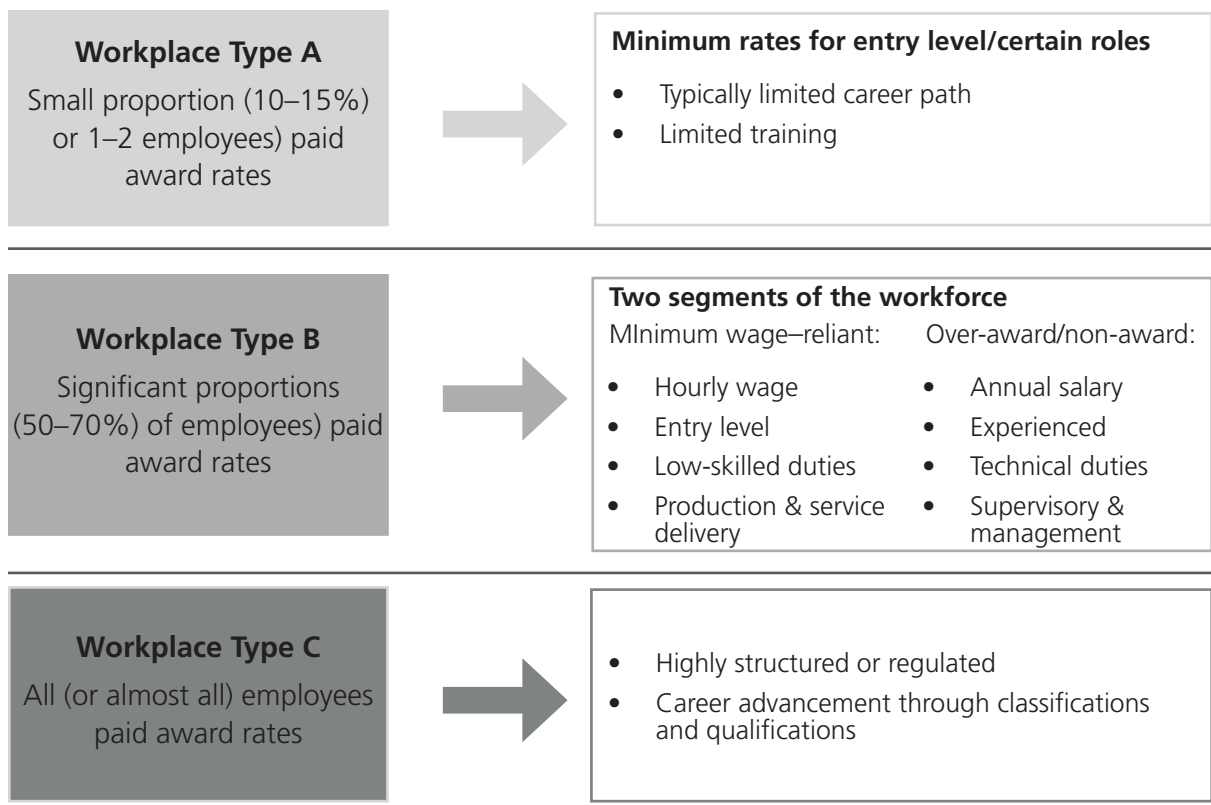 Workplace Type A
Small proportion (10–15%)
or 1–2 employees) paid
award rates
Minimum rates for entry level/certain roles
• Typically limited career path
• Limited training
Workplace Type B
Significant proportions
(50–70%) of employees) paid
award rates
Two segments of the workforce
MInimum wage–reliant:
• Hourly wage
• Entry level
• Low-skilled duties
• Production & service
delivery
Over-award/non-award:
• Annual salary
• Experienced
• Technical duties
• Supervisory &
management
Workplace Type C
All (or almost all) employees
paid award rates
• Highly structured or regulated
• Career advancement through classifications
and qualifications